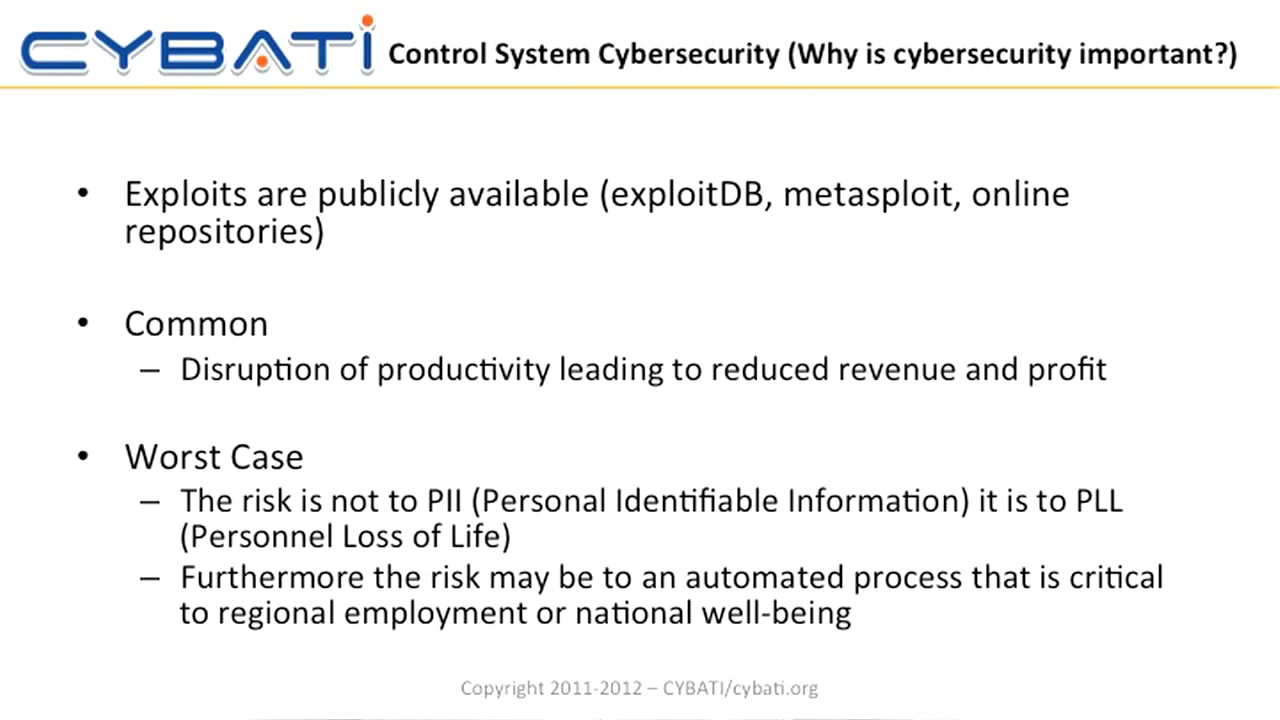 CYBATI Control System Cybersecurity (Why is cybersecurity important?)
• Exploits are publicly available (exploitDB, metasploit, online
repositories)
• Common
– Disruption of productivity leading to reduced revenue and profit
• Worst Case
– The risk is not to PII (Personal Identifiable Information) it is to PLL
(Personnel Loss of Life)
– Furthermore the risk may be to an automated process that is critical
to regional employment or national well-being
Copyright 2011-2012 – CYBATI/cybati.org